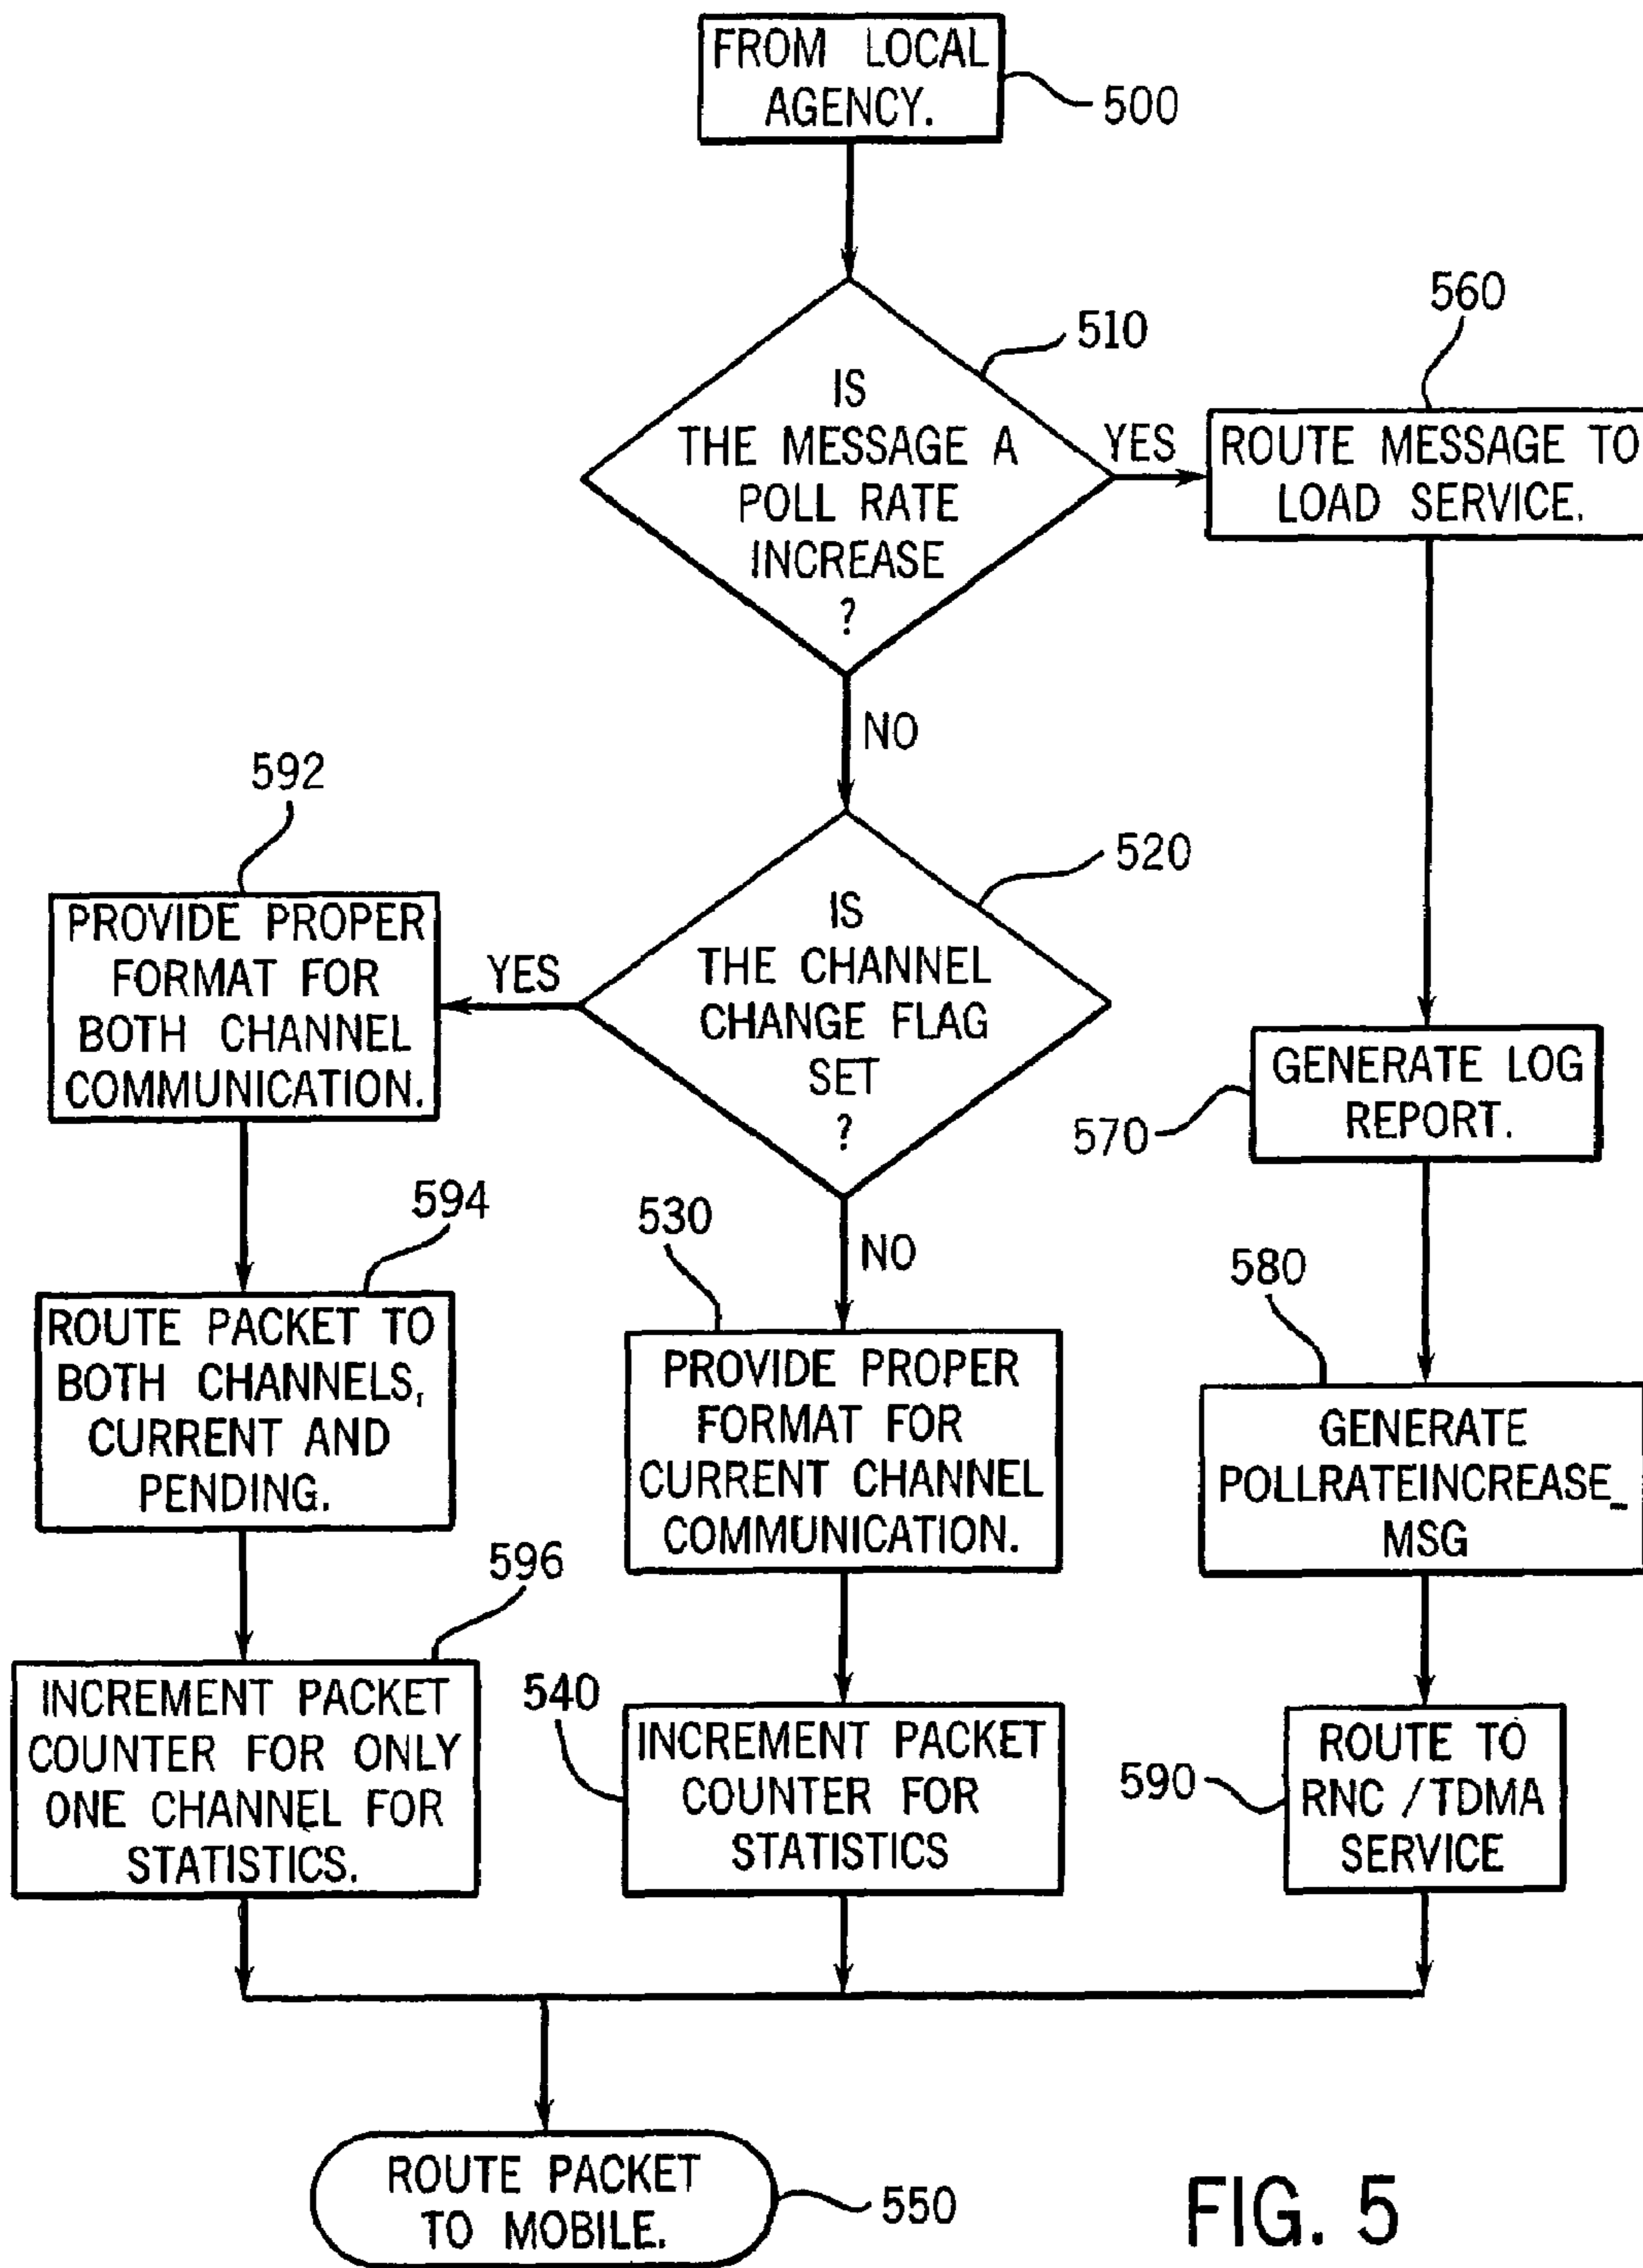 FROM LOCAL
AGENCY.
500
510
IS
THE MESSAGE A
POLL RATE
INCREASE
?
YES
560
ROUTE MESSAGE TO
LOAD SERVICE.
NO
520
IS
THE CHANNEL
CHANGE FLAG
SET
?
YES
592
PROVIDE PROPER
FORMAT FOR
BOTH CHANNEL
COMMUNICATION.
GENERATE LOG
REPORT.
570
NO
594
ROUTE PACKET TO
BOTH CHANNELS,
CURRENT AND
PENDING.
530
PROVIDE PROPER
FORMAT FOR
CURRENT CHANNEL
COMMUNICATION.
580
GENERATE
POLLRATEINCREASE_
MSG
596
INCREMENT PACKET
COUNTER FOR ONLY
ONE CHANNEL FOR
STATISTICS.
540
INCREMENT PACKET
COUNTER FOR
STATISTICS
590
ROUTE TO
RNC /TDMA
SERVICE
ROUTE PACKET
TO MOBILE.
550
FIG. 5